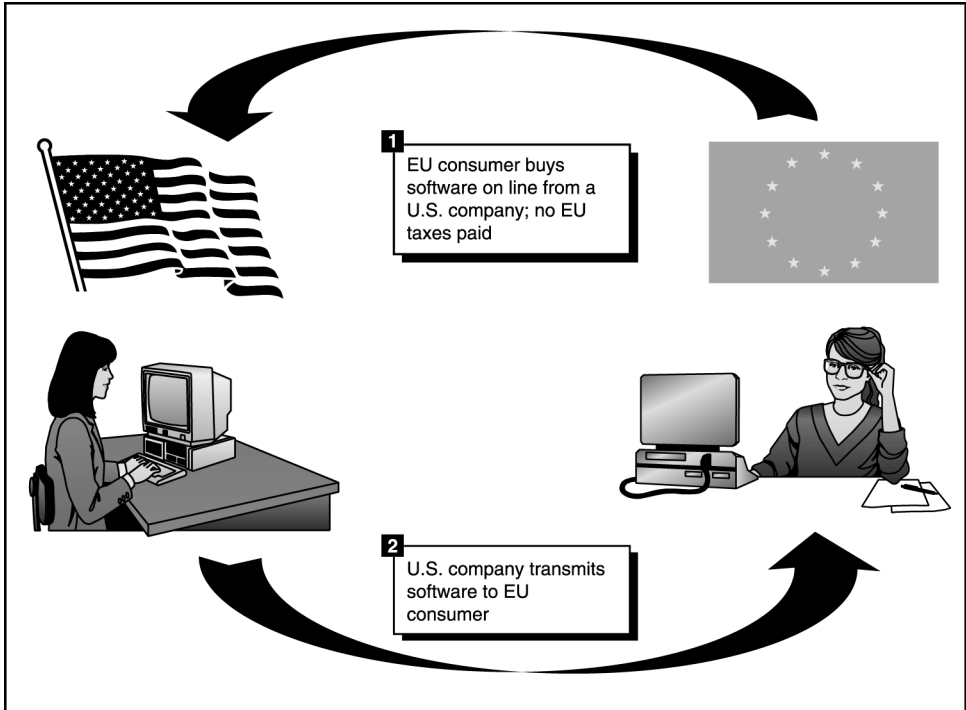 1
EU consumer buys
software on line from a
U.S. company; no EU
taxes paid
2
U.S. company transmits
software to EU
consumer